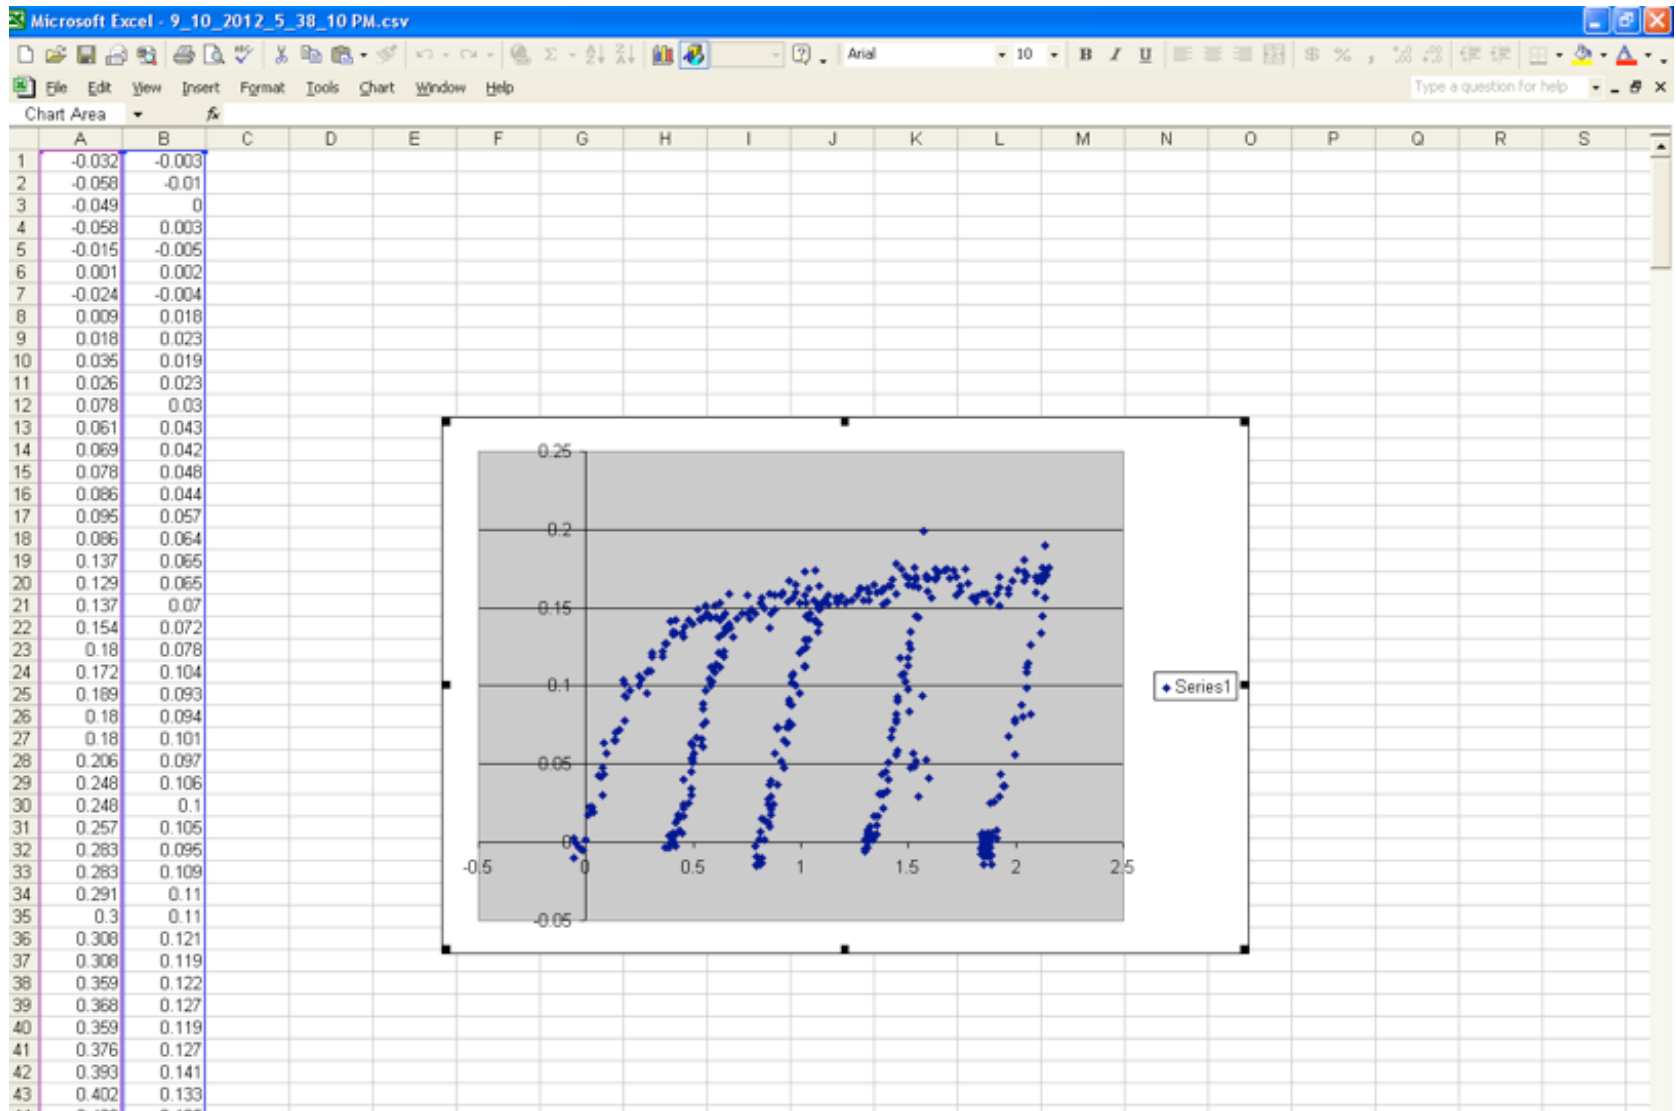 Microsoft Excel - 9_10_2012_5_38_10 PM.csv
Arial 10 B I U $ % ,
File Edit View Insert Format Tools Chart Window Help Type a question for help
Chart Area fx
A B C D E F G H I J K L M N O P Q R S
1 -0.032 -0.003
2 -0.058 -0.01
3 -0.049 0
4 -0.058 0.003
5 -0.015 -0.005
6 0.001 0.002
7 -0.024 -0.004
8 0.009 0.018
9 0.018 0.023
10 0.035 0.019
11 0.026 0.023
12 0.078 0.03
13 0.061 0.043
14 0.069 0.042
15 0.078 0.048
16 0.086 0.044
17 0.095 0.057
18 0.086 0.064
19 0.137 0.065
20 0.129 0.065
21 0.137 0.07
22 0.154 0.072
23 0.18 0.078
24 0.172 0.104
25 0.189 0.093
26 0.18 0.094
27 0.18 0.101
28 0.206 0.097
29 0.248 0.106
30 0.248 0.1
31 0.257 0.105
32 0.283 0.095
33 0.283 0.109
34 0.291 0.11
35 0.3 0.11
36 0.308 0.121
37 0.308 0.119
38 0.359 0.122
39 0.368 0.127
40 0.359 0.119
41 0.376 0.127
42 0.393 0.141
43 0.402 0.133
0.25
0.2
0.15
0.1
0.05
0
-0.05
-0.5 0 0.5 1 1.5 2 2.5
Series1